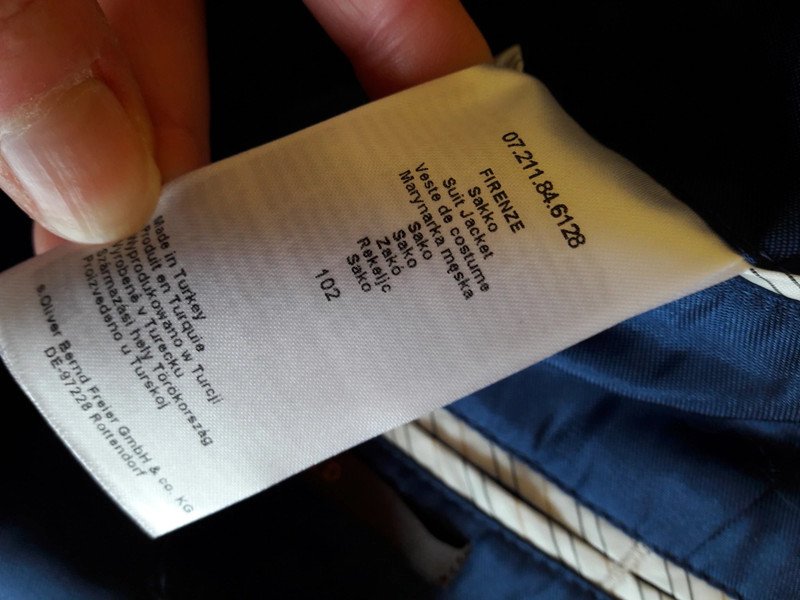 07.211.84.6128
FIRENZE
Sakko
Suit Jacket
Veste de costume
Marynarka męska
Sako
Sako
Zakó
Rekeljc
Sako
102
Made in Turkey
Produit en Turquie
Wyprodukowano w Turcji
Vyrobené v Turecku
Származási hely Törökország
Proizvedeno u Turskoj
s.Oliver Bernd Freier GmbH & co. KG
DE-97228 Rottendorf